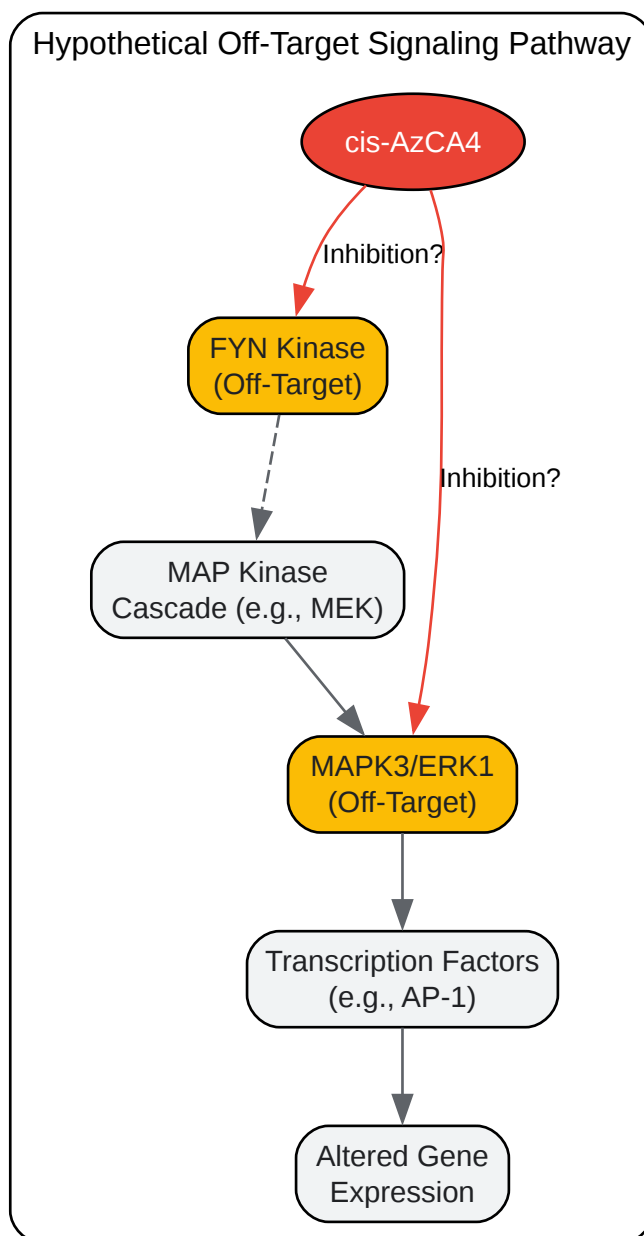 Hypothetical Off-Target Signaling Pathway
cis-AzCA4
Inhibition?
FYN Kinase
(Off-Target)
Inhibition?
MAP Kinase
Cascade (e.g., MEK)
MAPK3/ERK1
(Off-Target)
Transcription Factors
(e.g., AP-1)
Altered Gene
Expression